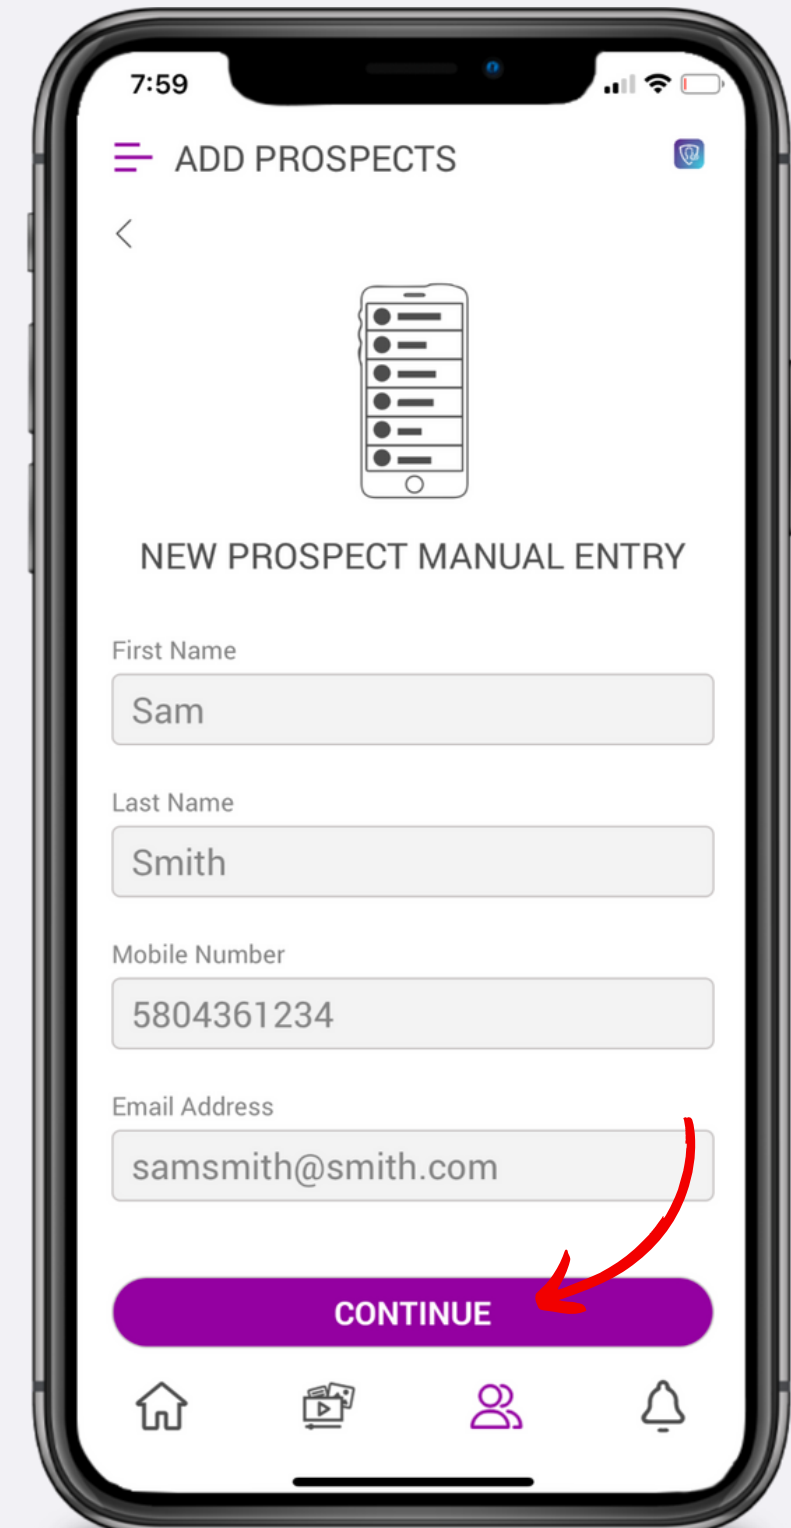 7:59
ADD PROSPECTS
NEW PROSPECT MANUAL ENTRY
First Name
Sam
Last Name
Smith
Mobile Number
5804361234
Email Address
samsmith@smith.com
CONTINUE